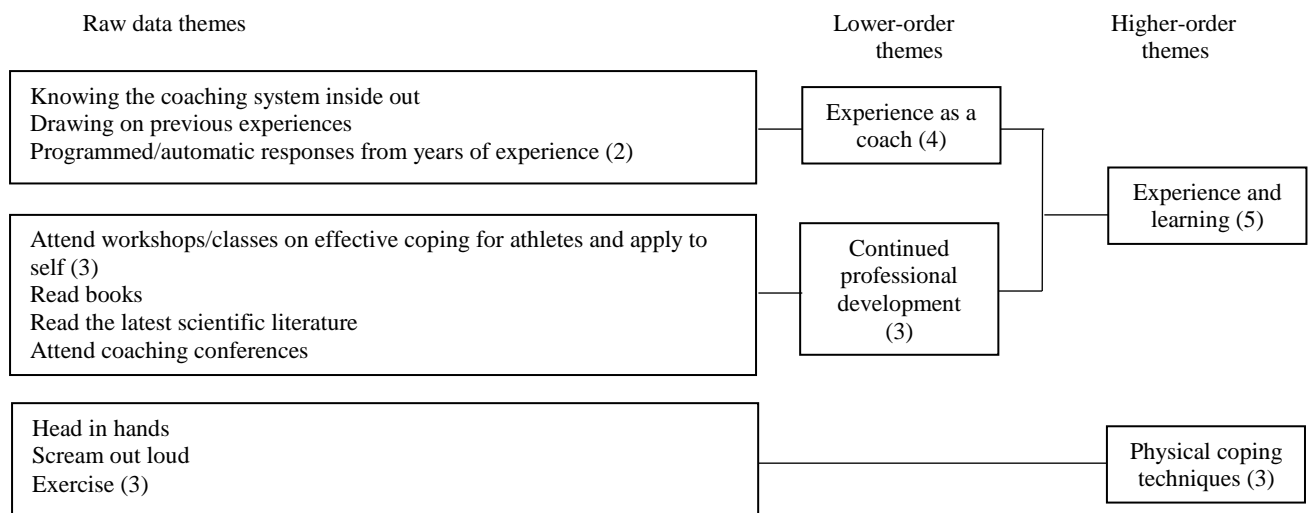 Raw data themes
Lower-order
themes
Higher-order
themes
Knowing the coaching system inside out
Drawing on previous experiences
Programmed/automatic responses from years of experience (2)
Experience as a
coach (4)
Experience and
learning (5)
Attend workshops/classes on effective coping for athletes and apply to
self (3)
Read books
Read the latest scientific literature
Attend coaching conferences
Continued
professional
development
(3)
Head in hands
Scream out loud
Exercise (3)
Physical coping
techniques (3)